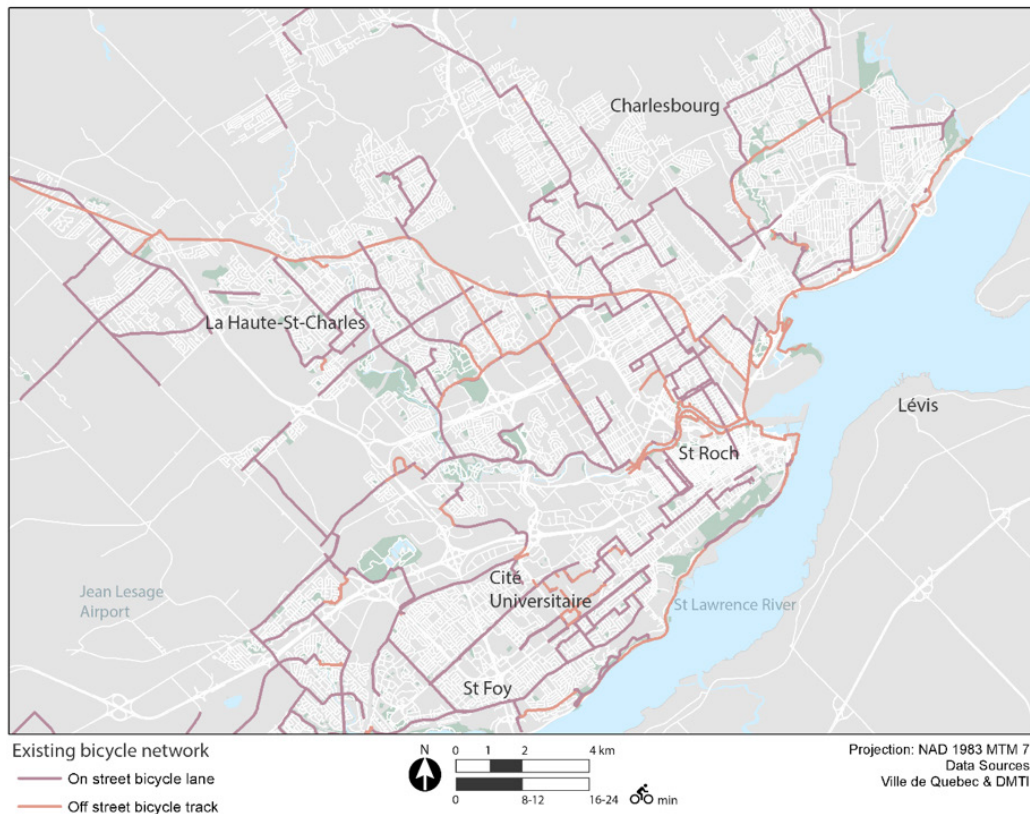 Charlesbourg
La Haute-St-Charles
Lévis
St Roch
Jean Lesage
Airport
Cité
Universitaire
St Lawrence River
St Foy
Existing bicycle network
On street bicycle lane
Off street bicycle track
N
0 1 2 4 km
0 8-12 16-24 min
Projection: NAD 1983 MTM 7
Data Sources
Ville de Quebec & DMTI